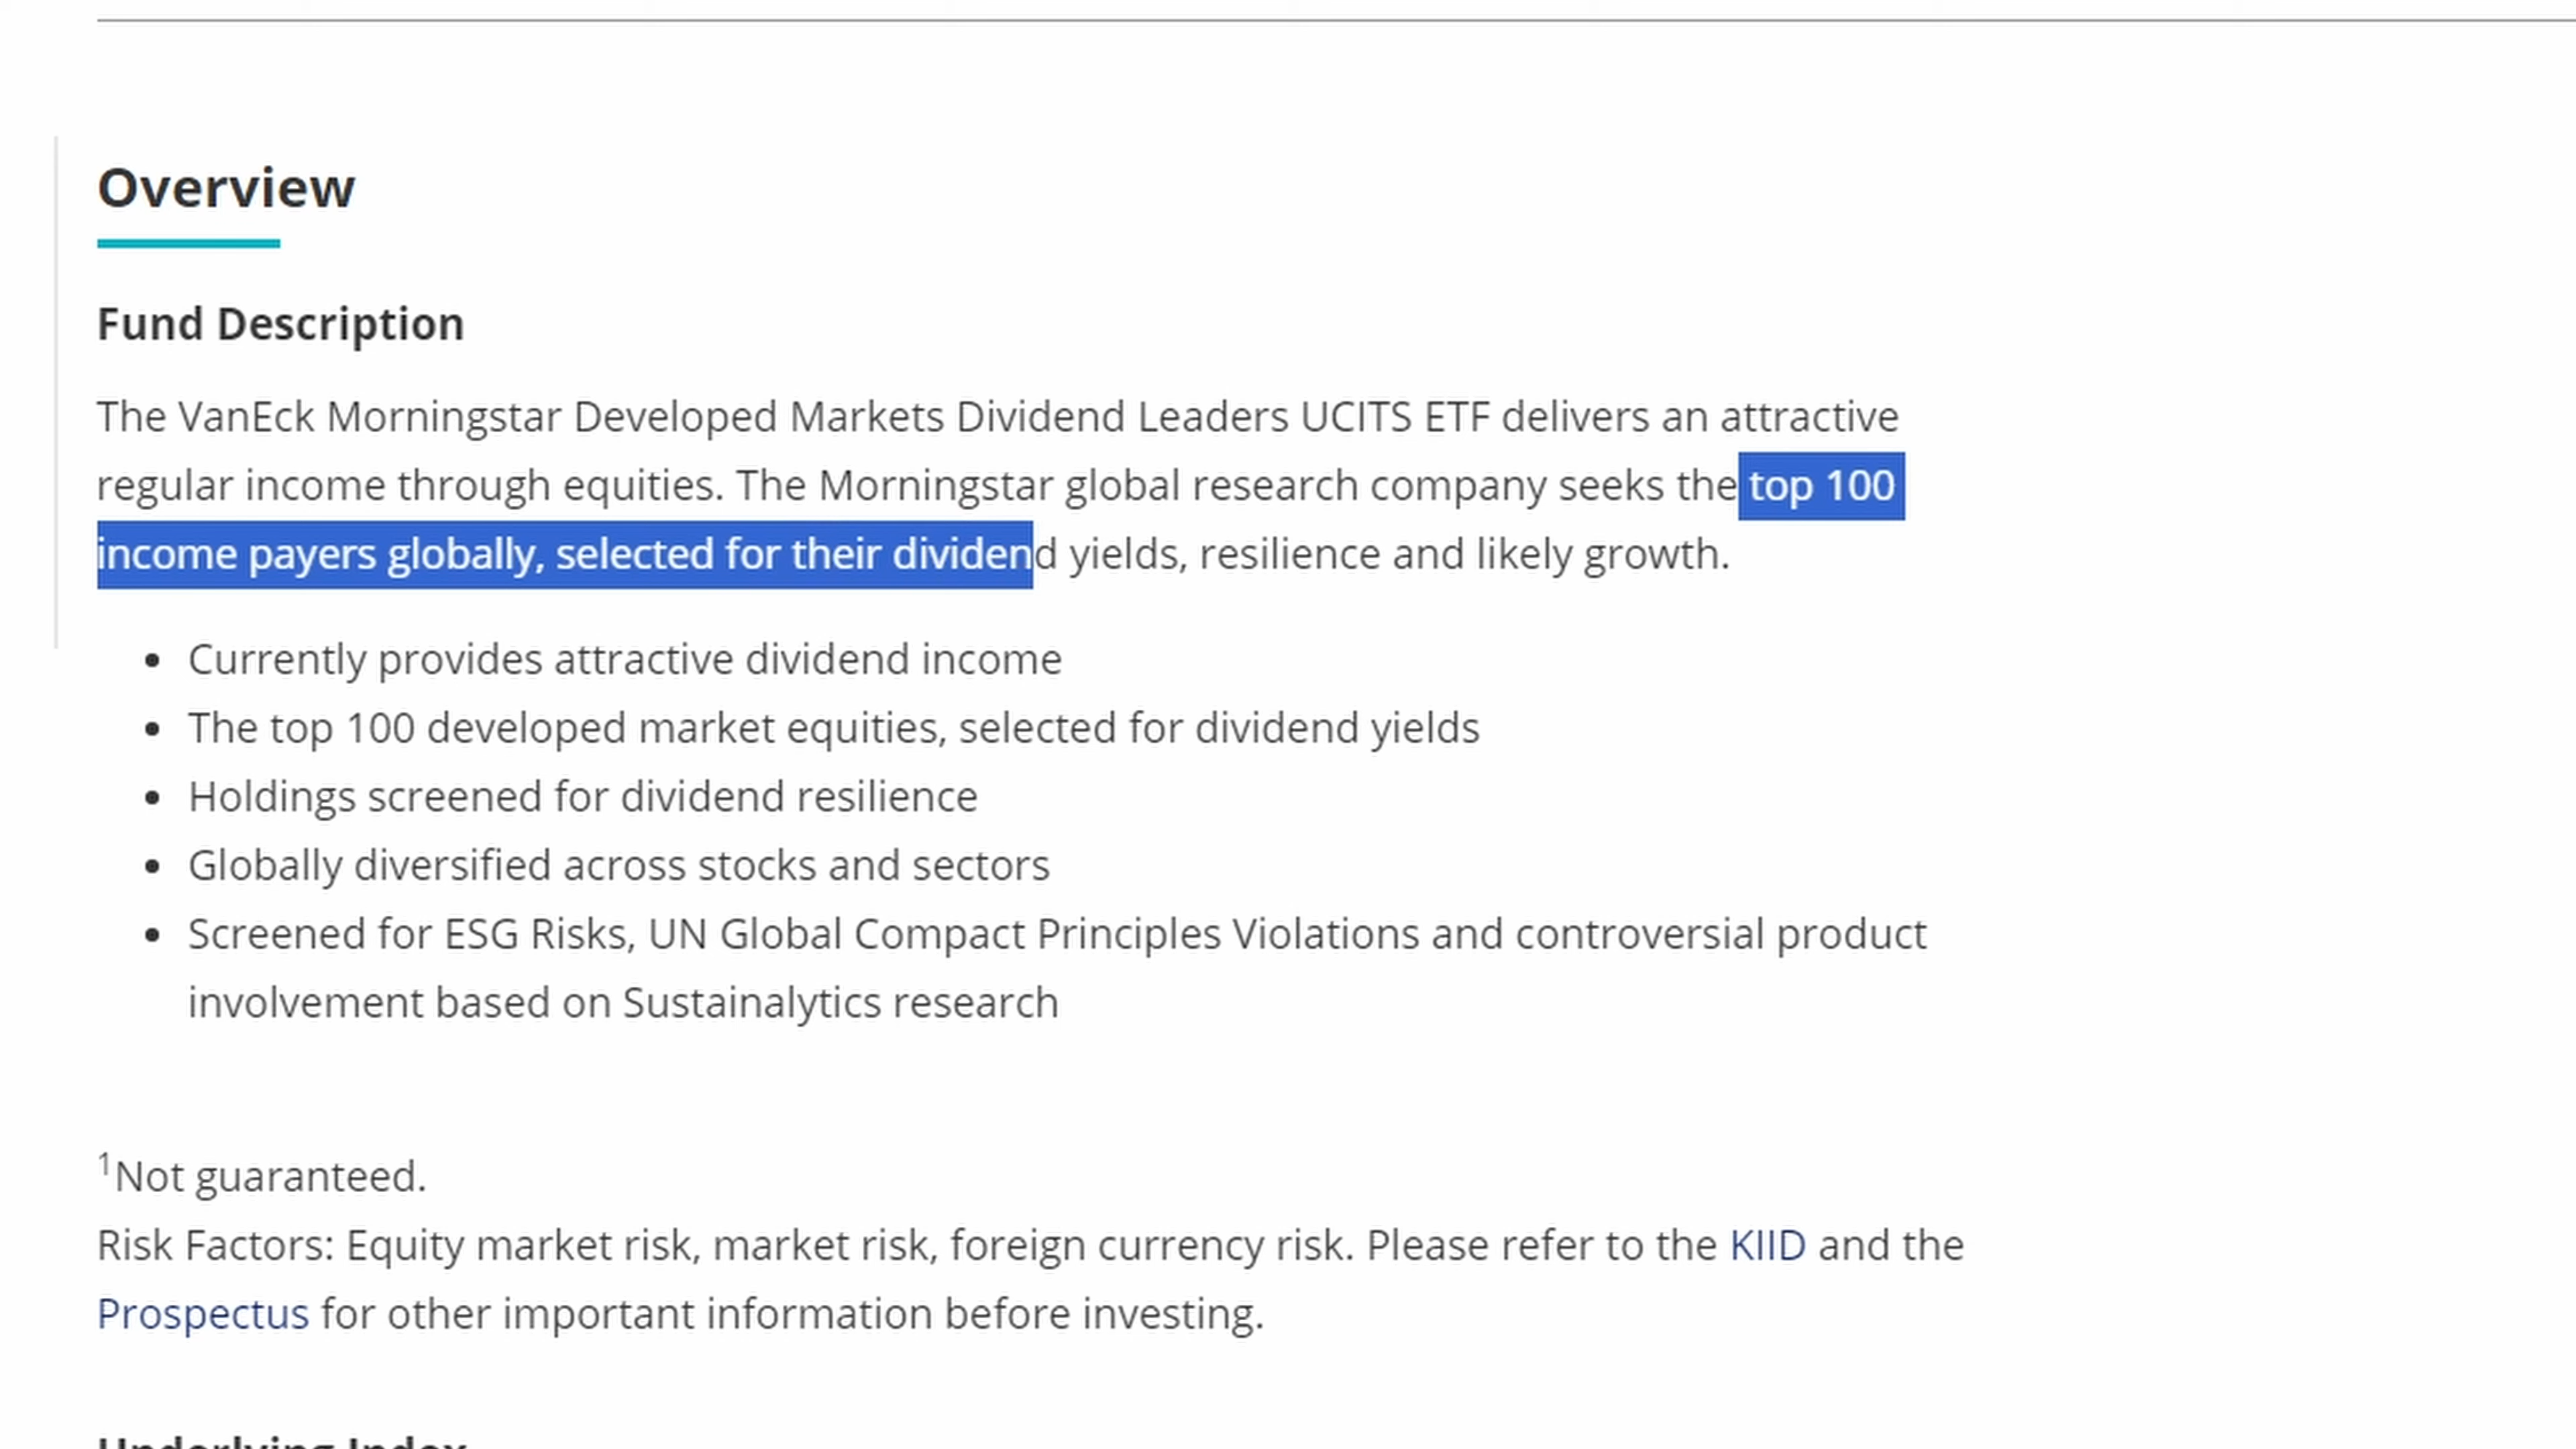 Overview
Fund Description
The VanEck Morningstar Developed Markets Dividend Leaders UCITS ETF delivers an attractive
regular income through equities. The Morningstar global research company seeks the top 100
income payers globally, selected for their dividend yields, resilience and likely growth.
• Currently provides attractive dividend income
• The top 100 developed market equities, selected for dividend yields
• Holdings screened for dividend resilience
• Globally diversified across stocks and sectors
• Screened for ESG Risks, UN Global Compact Principles Violations and controversial product
involvement based on Sustainalytics research
¹Not guaranteed.
Risk Factors: Equity market risk, market risk, foreign currency risk. Please refer to the KIID and the
Prospectus for other important information before investing.
Underlying Index